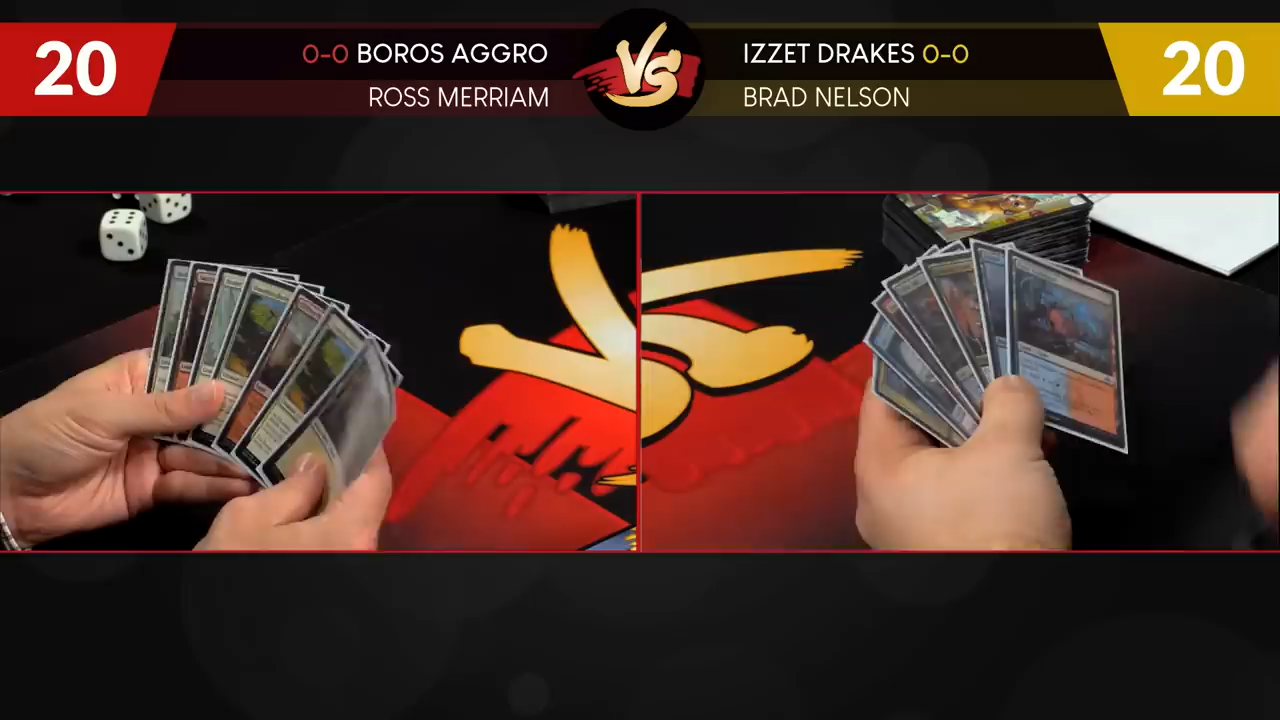 20
0-0 BOROS AGGRO
ROSS MERRIAM
VS
IZZET DRAKES 0-0
BRAD NELSON
20